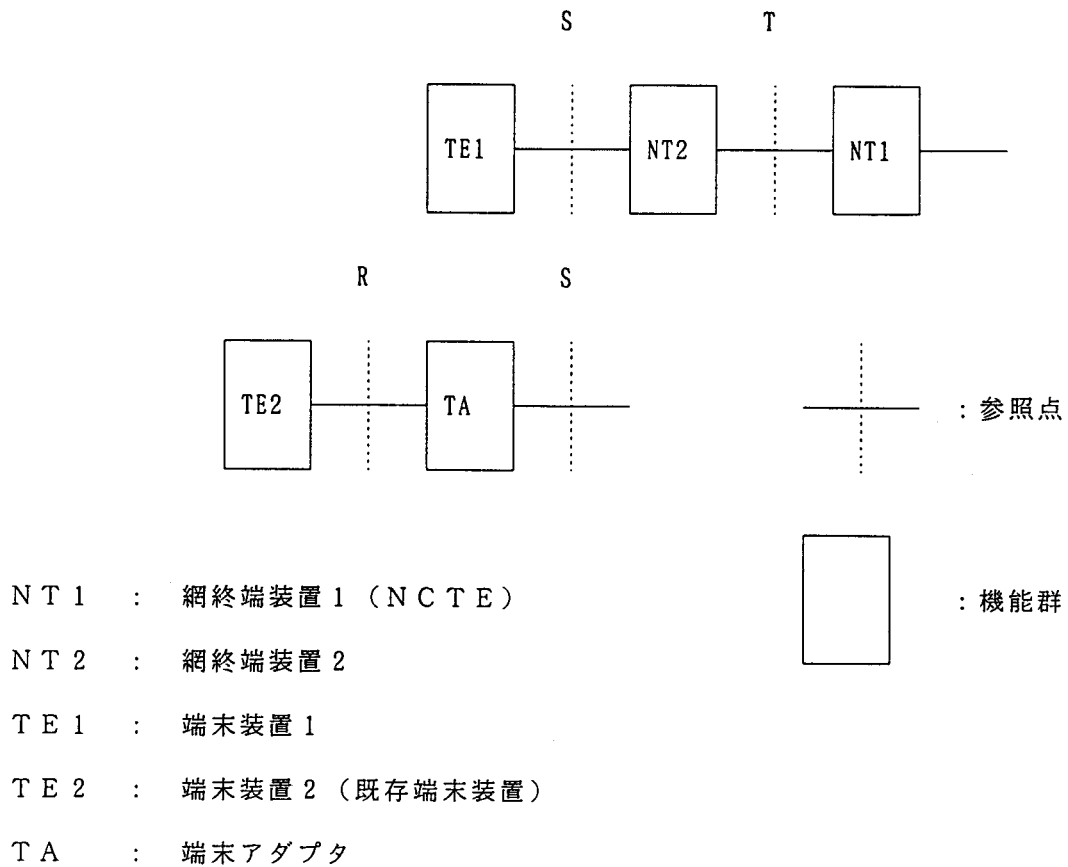 S T
TE1 NT2 NT1
R S
TE2 TA :参照点
:機能群
NT1 : 網終端装置1(NCTE)
NT2 : 網終端装置2
TE1 : 端末装置1
TE2 : 端末装置2(既存端末装置)
TA : 端末アダプタ